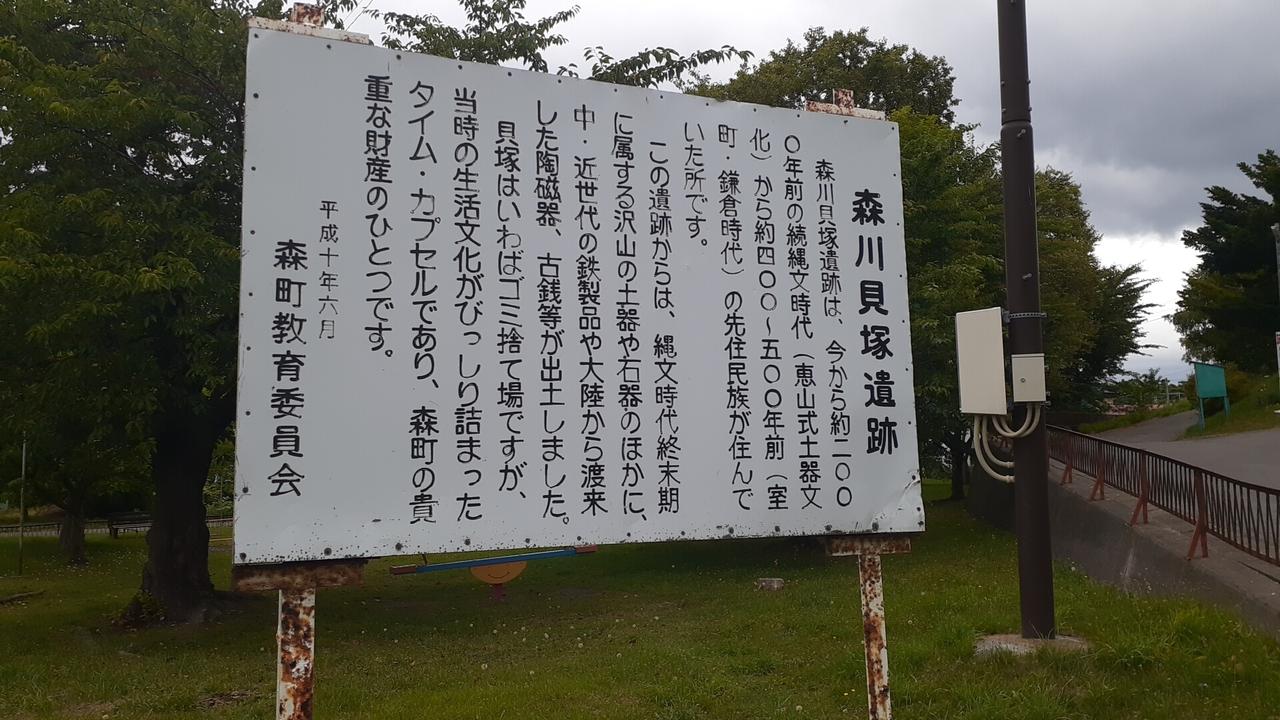 森川貝塚遺跡
森川貝塚遺跡は、今から約二〇〇
〇年前の続縄文時代（恵山式土器文
化）から約四〇〇～五〇〇年前（室
町・鎌倉時代）の先住民族が住んで
いた所です。
この遺跡からは、縄文時代終末期
に属する沢山の土器や石器のほかに、
中・近世代の鉄製品や大陸から渡来
した陶磁器、古銭等が出土しました。
貝塚はいわばゴミ捨て場ですが、
当時の生活文化がびっしり詰まった
タイム・カプセルであり、森町の貴
重な財産のひとつです。
平成十年六月
森町教育委員会